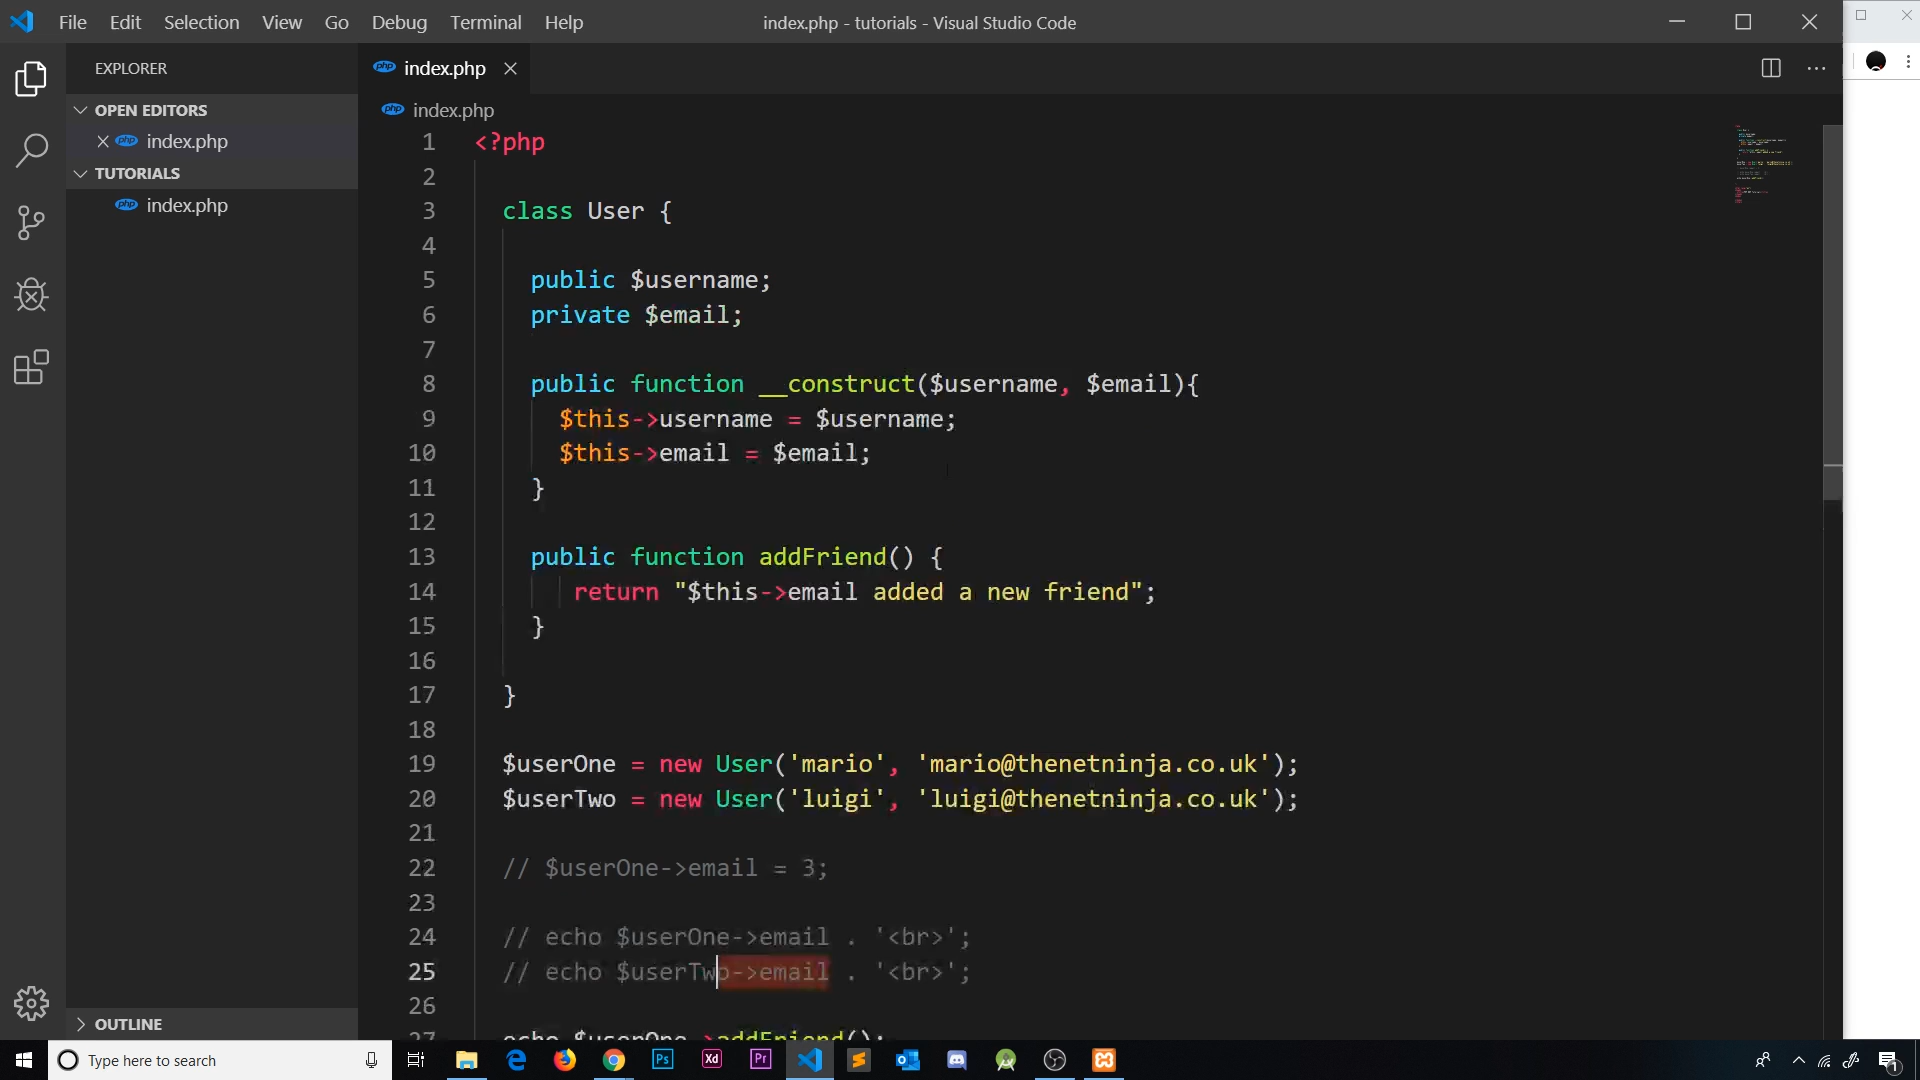 File Edit Selection View Go Debug Terminal Help index.php - tutorials - Visual Studio Code
EXPLORER
OPEN EDITORS
index.php
TUTORIALS
index.php
OUTLINE
index.php
index.php
1 <?php
2
3 class User {
4
5 public $username;
6 private $email;
7
8 public function __construct($username, $email){
9 $this->username = $username;
10 $this->email = $email;
11 }
12
13 public function addFriend() {
14 return "$this->email added a new friend";
15 }
16
17 }
18
19 $userOne = new User('mario', 'mario@thenetninja.co.uk');
20 $userTwo = new User('luigi', 'luigi@thenetninja.co.uk');
21
22 // $userOne->email = 3;
23
24 // echo $userOne->email . '<br>';
25 // echo $userTwo->email . '<br>';
26
27 echo $userOne->addFriend();
Type here to search
Ps
Xd
Pr
1